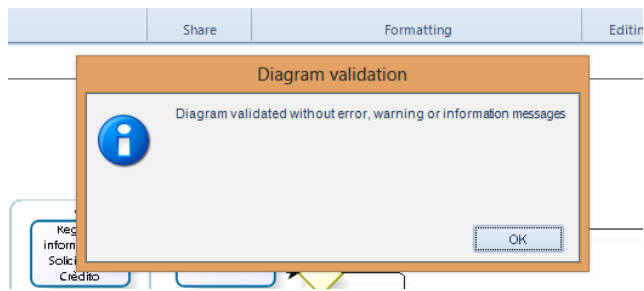 Share
Formatting
Diagram validation
Diagram validated without error, warning or information messages
OK
Crédito